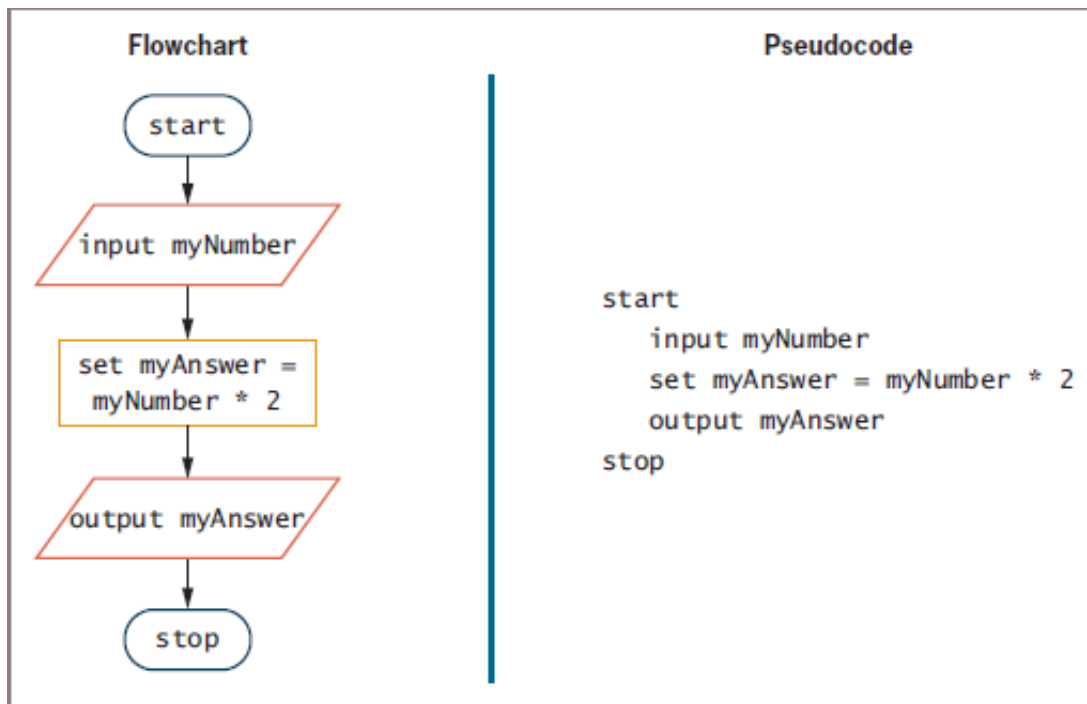 Flowchart
start
input myNumber
set myAnswer =
myNumber * 2
output myAnswer
stop
Pseudocode
start
input myNumber
set myAnswer = myNumber * 2
output myAnswer
stop